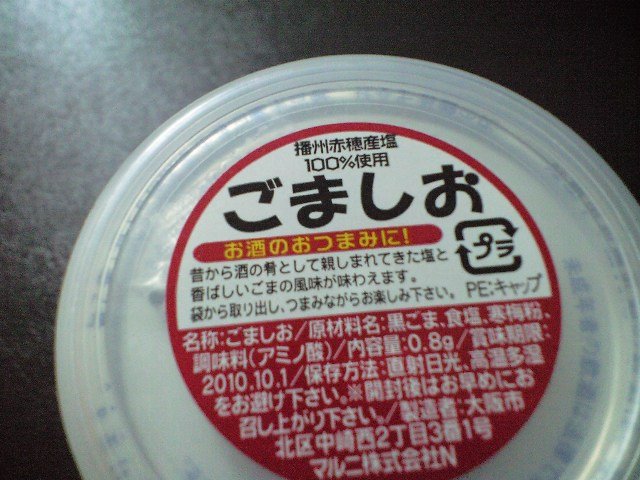 播州赤穂産塩
100%使用
ごましお
お酒のおつまみに!
昔から酒の肴として親しまれてきた塩と
香ばしいごまの風味が味わえます。
袋から取り出し、つまみながらお楽しみ下さい。
プラ
PE:キャップ
名称:ごましお/原材料名:黒ごま、食塩、寒梅粉、
調味料(アミノ酸)/内容量:0.8g/賞味期限:
2010.10.1/保存方法:直射日光、高温多湿
をお避け下さい。※開封後はお早めにお
召し上がり下さい。/製造者:大阪市
北区中崎西2丁目3番1号
マルニ株式会社N